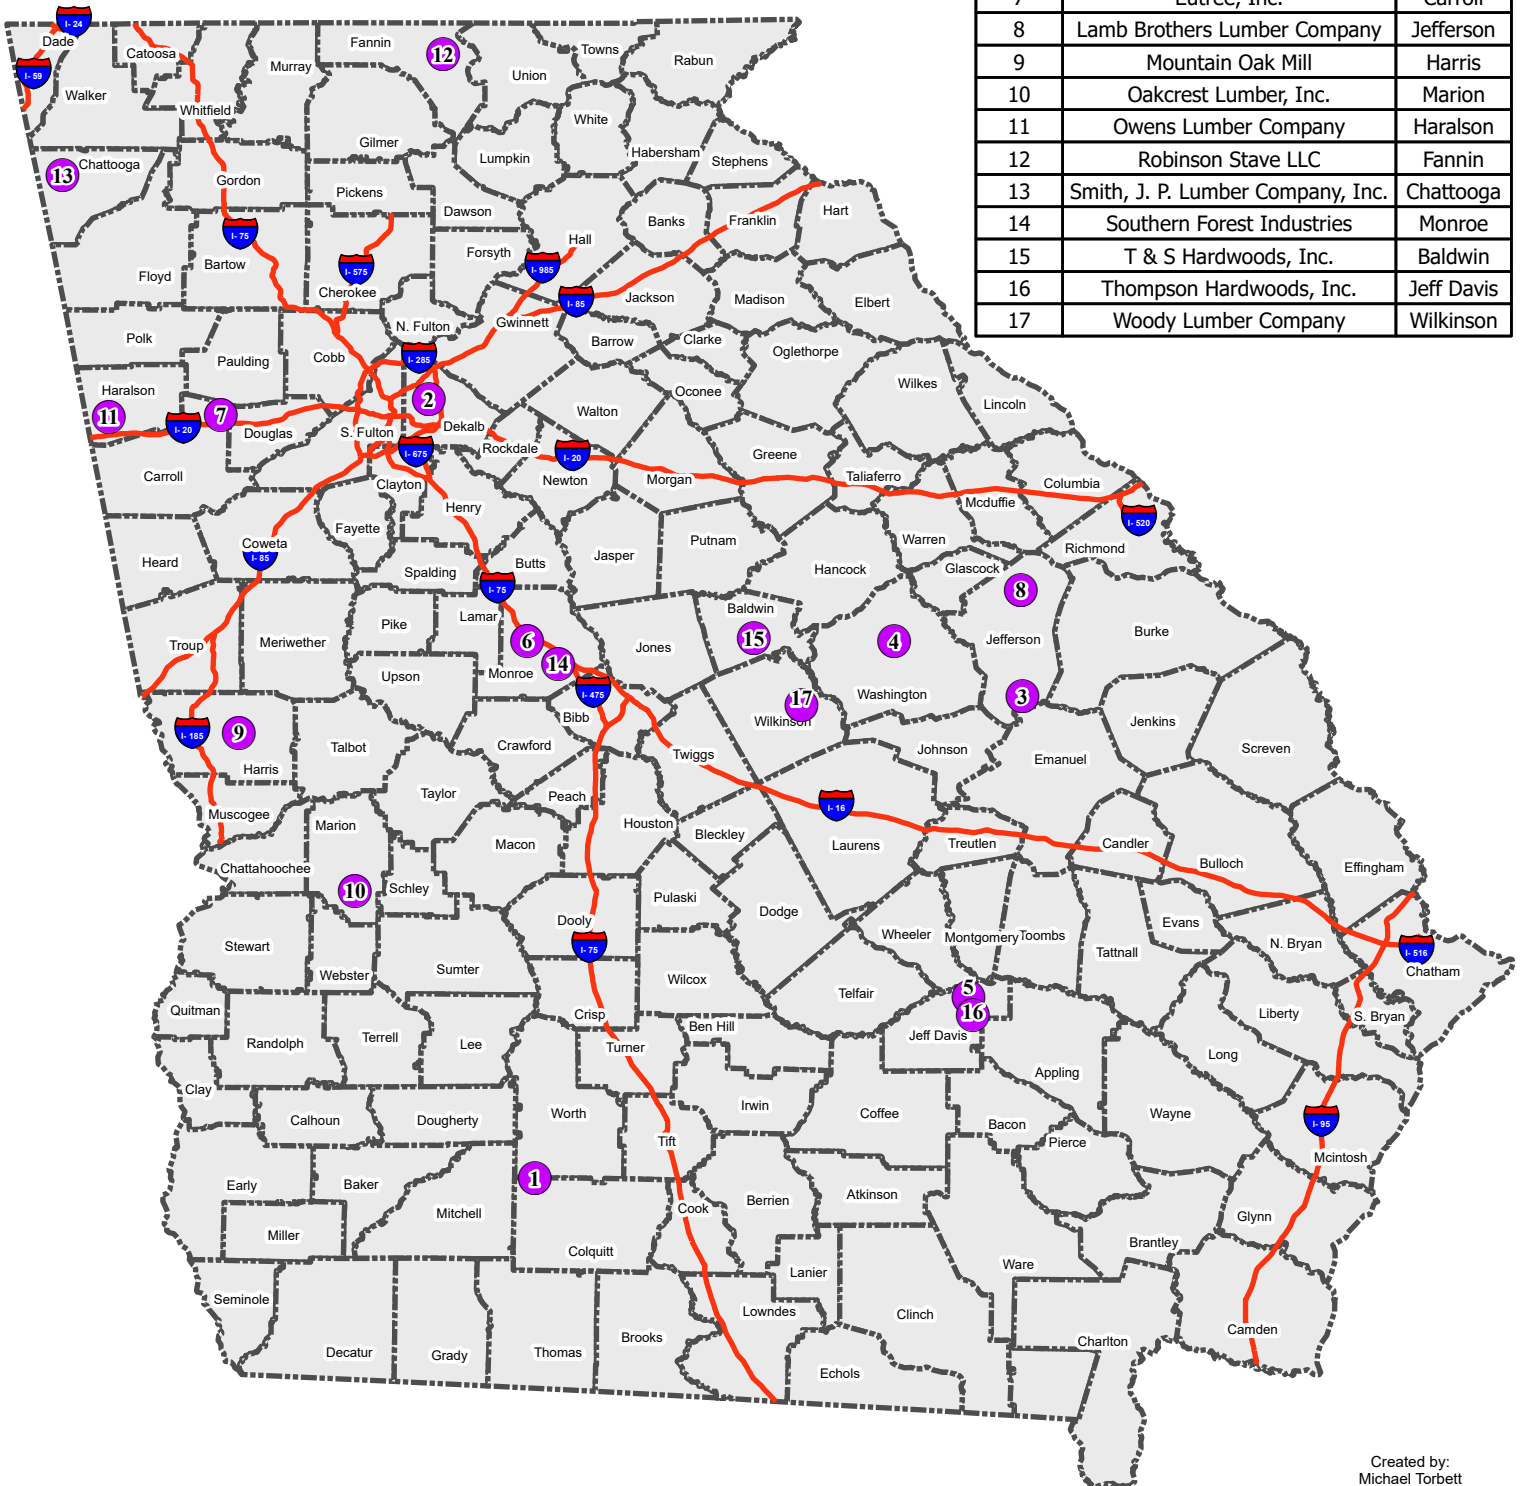 7 Eutree, Inc. Carroll
8 Lamb Brothers Lumber Company Jefferson
9 Mountain Oak Mill Harris
10 Oakcrest Lumber, Inc. Marion
11 Owens Lumber Company Haralson
12 Robinson Stave LLC Fannin
13 Smith, J. P. Lumber Company, Inc. Chattooga
14 Southern Forest Industries Monroe
15 T & S Hardwoods, Inc. Baldwin
16 Thompson Hardwoods, Inc. Jeff Davis
17 Woody Lumber Company Wilkinson
I- 24
Dade
Catoosa
Fannin
12
Towns
Union
Rabun
I- 59
Walker
Murray
Whitfield
White
Gilmer
Lumpkin
Habersham
Stephens
13
Chattooga
Gordon
Pickens
Dawson
Banks
Franklin
Hart
I- 75
Hall
Forsyth
Floyd
Bartow
I- 575
Cherokee
I- 985
I- 85
Jackson
Madison
Elbert
N. Fulton
Gwinnett
Polk
Paulding
Cobb
I- 285
Barrow
Clarke
Oglethorpe
Haralson
Oconee
Wilkes
11
I- 20
7
2
Walton
Lincoln
Douglas
S. Fulton
Dekalb
I- 675
Rockdale
I- 20
Greene
Carroll
Clayton
Newton
Morgan
Taliaferro
Columbia
Henry
Mcduffie
I- 520
Fayette
Coweta
I- 85
Heard
Spalding
Butts
Jasper
Putnam
Warren
Richmond
Hancock
Glascock
I- 75
8
Lamar
Baldwin
Pike
Troup
Meriwether
6
14
Monroe
Jones
15
4
Jefferson
Burke
Upson
I- 475
Washington
3
17
Wilkinson
Bibb
I- 185
9
Harris
Talbot
Crawford
Twiggs
Johnson
Emanuel
Jenkins
Screven
Taylor
Peach
I- 16
Muscogee
Marion
Houston
Bleckley
Macon
Laurens
Treutlen
Candler
Bulloch
Effingham
Chattahoochee
10
Schley
Pulaski
Dodge
Dooly
Evans
Stewart
Wheeler
Montgomery
Toombs
Tattnall
N. Bryan
I- 516
Chatham
I- 75
Webster
Sumter
Wilcox
Telfair
5
16
Quitman
Crisp
Ben Hill
Jeff Davis
Liberty
S. Bryan
Randolph
Terrell
Lee
Turner
Long
Appling
Clay
Calhoun
Dougherty
Worth
Irwin
Coffee
Bacon
Wayne
I- 95
Tift
Pierce
Mcintosh
1
Early
Baker
Mitchell
Berrien
Atkinson
Cook
Glynn
Miller
Colquitt
Brantley
Lanier
Ware
Seminole
Lowndes
Clinch
Decatur
Grady
Thomas
Brooks
Charlton
Camden
Echols
Created by:
Michael Torbett